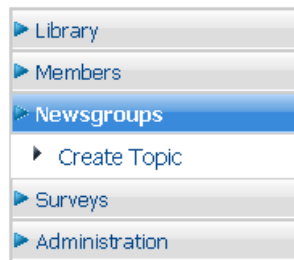 Library
Members
Newsgroups
Create Topic
Surveys
Administration